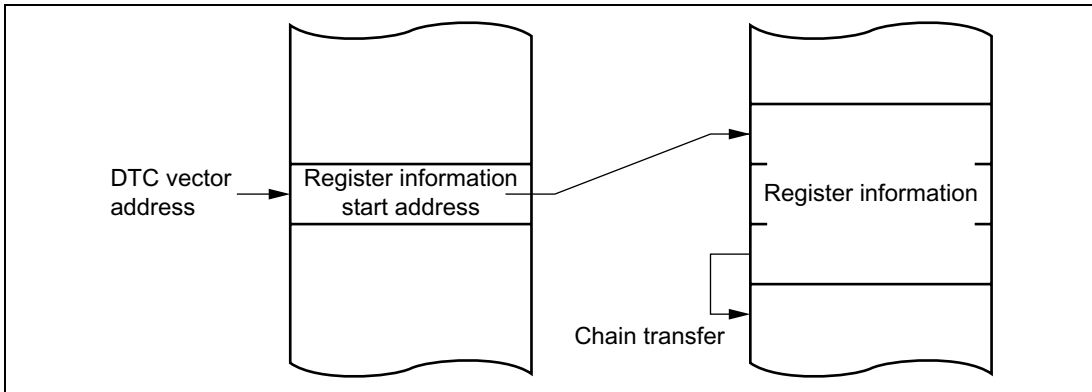 DTC vector
address
Register information
start address
Register information
Chain transfer